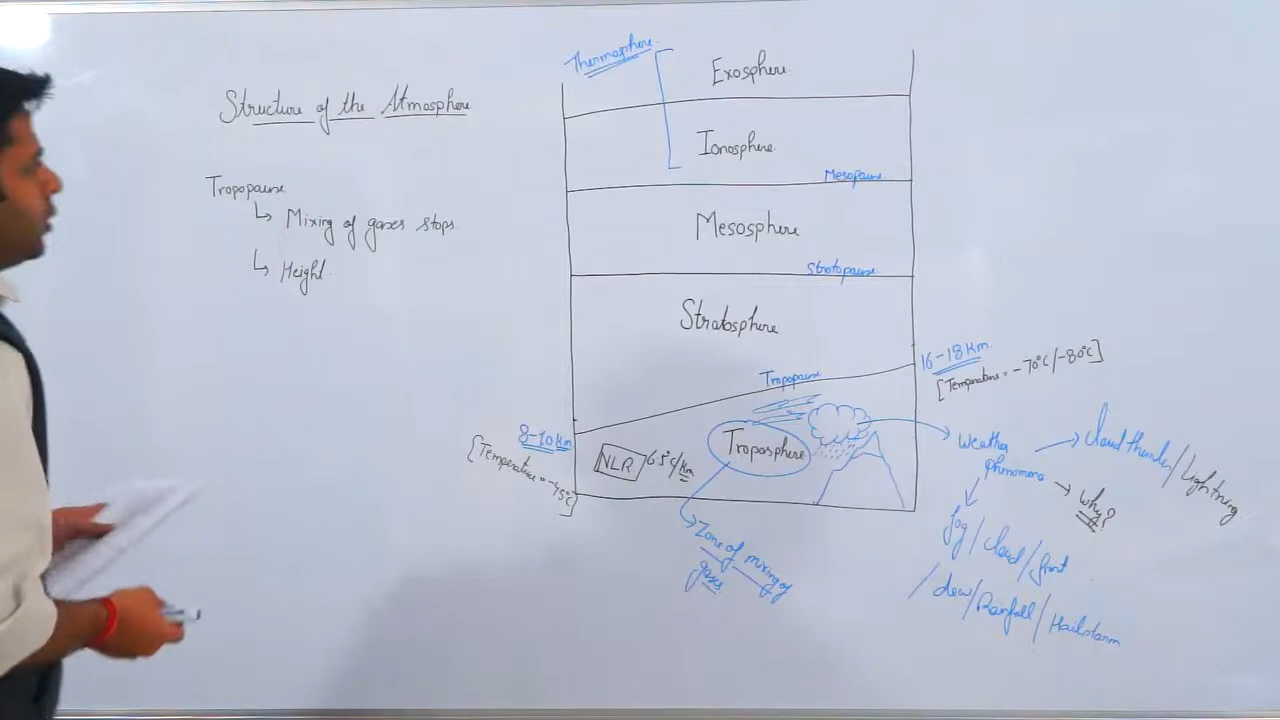 Structure of the Atmosphere
Tropopause
Mixing of gases stops
Height
Thermosphere
Exosphere
Ionosphere
Mesopause
Mesosphere
Stratopause
Stratosphere
Tropopause
16-18 Km
[Temperature = -70°C/-80°C]
8-10 Km
[Temperature = -45°C]
NLR 6.5°C/Km
Troposphere
Zone of mixing of
gases
Weather
phenomena
Cloud thunder/Lightning
Why?
fog/cloud/frost
/dew/Rainfall/Hailstorm